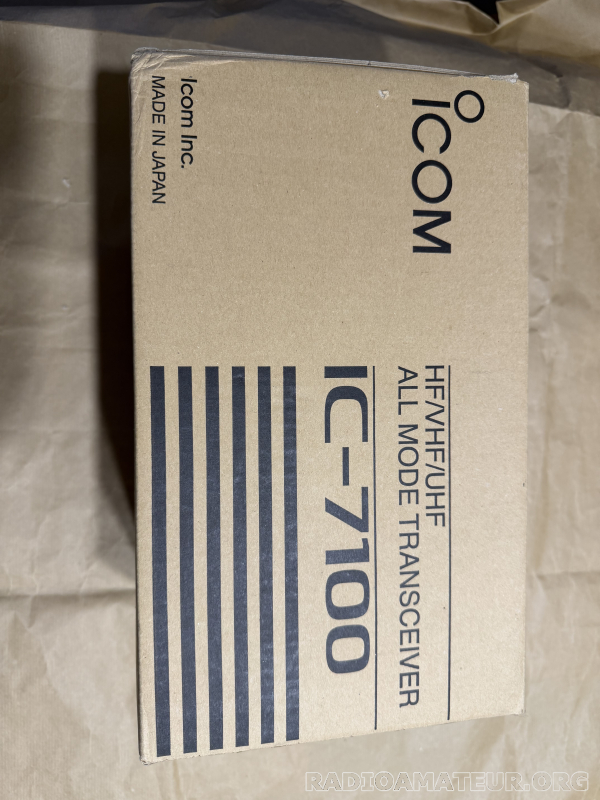 ICOM
HF/VHF/UHF
ALL MODE TRANSCEIVER
IC-7100
Icom Inc.
MADE IN JAPAN
RADIOAMATEUR.ORG